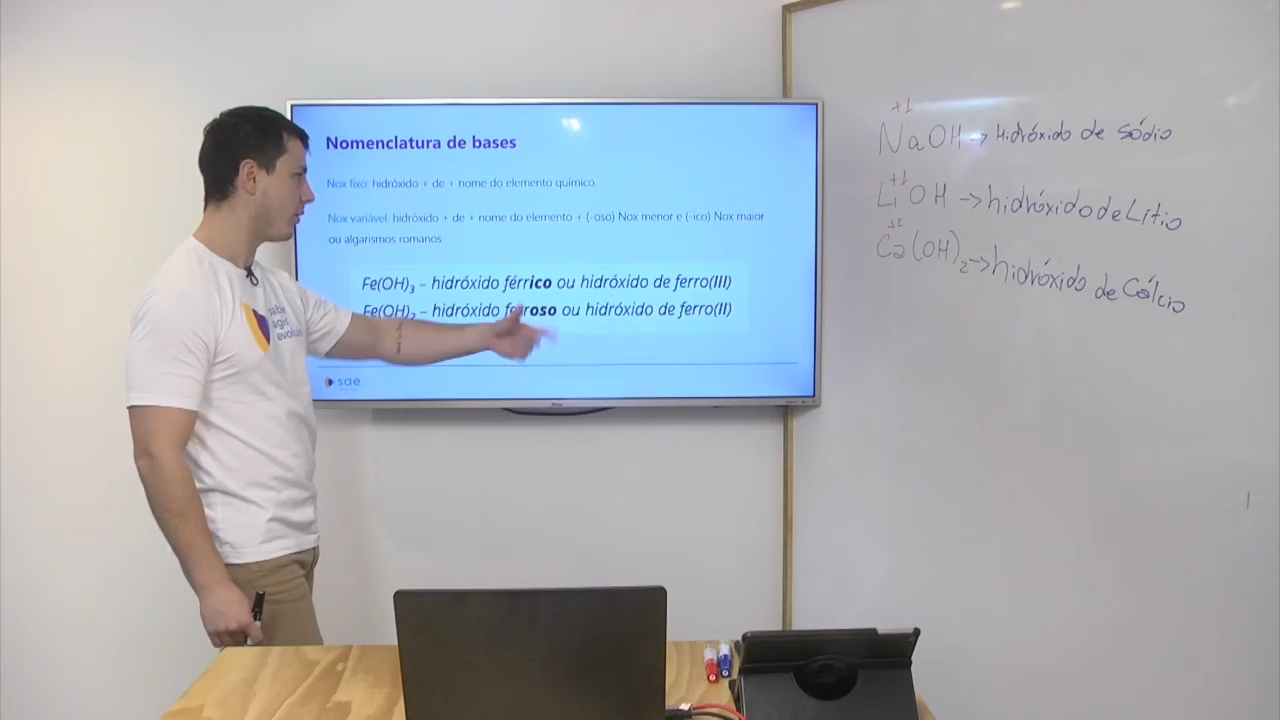 Nomenclatura de bases
Nox fixo: hidróxido + de + nome do elemento químico.
Nox variável: hidróxido + de + nome do elemento + (-oso) Nox menor e (-ico) Nox maior
ou algarismos romanos.
Fe(OH)₃ – hidróxido férrico ou hidróxido de ferro(III)
Fe(OH)₂ – hidróxido ferroso ou hidróxido de ferro(II)
sae
agir
+1
NaOH → Hidróxido de Sódio
+1
LiOH → hidróxido de Lítio
+2
Ca(OH)₂ → hidróxido de Cálcio